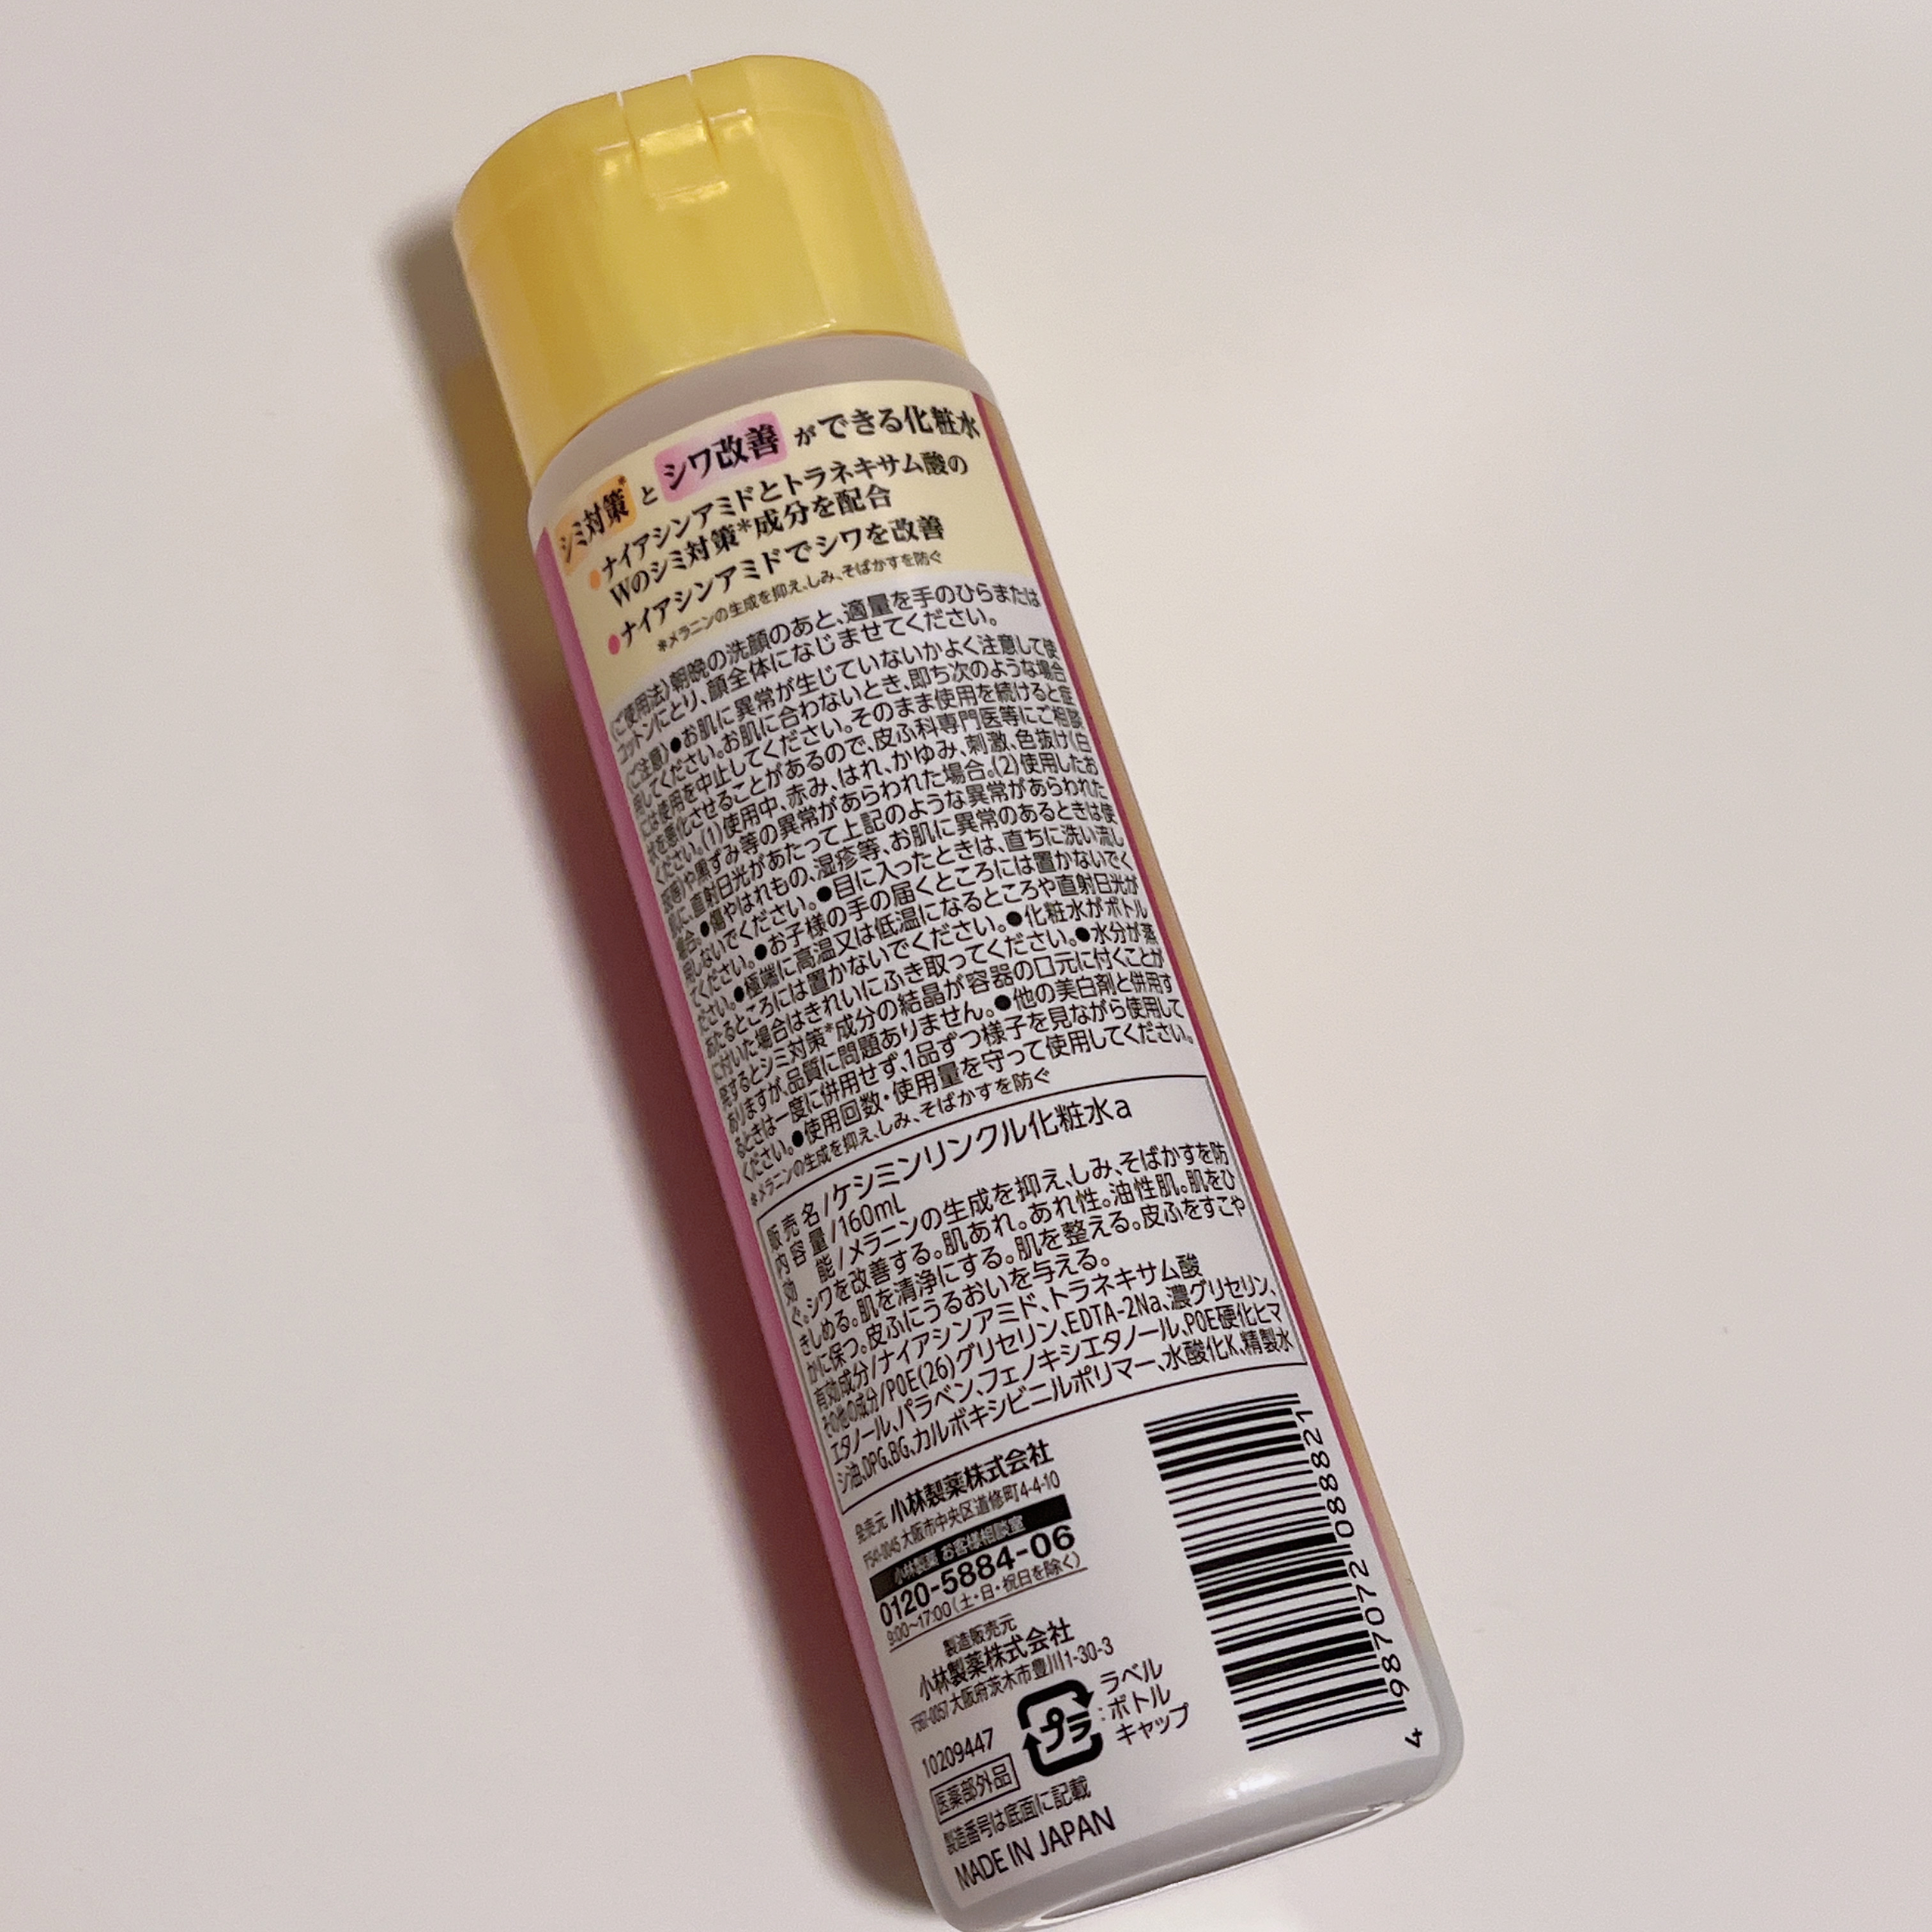 シミ対策*とシワ改善ができる化粧水
●ナイアシンアミドとトラネキサム酸の
Wのシミ対策*成分を配合
●ナイアシンアミドでシワを改善
*メラニンの生成を抑え、しみ、そばかすを防ぐ
〈ご使用法〉朝晩の洗顔のあと、適量を手のひらまたは
コットンにとり、顔全体になじませてください。
〈ご注意〉●お肌に異常が生じていないかよく注意して使
用してください。お肌に合わないとき、即ち次のような場合
には使用を中止してください。そのまま使用を続けると症
状を悪化させることがあるので、皮ふ科専門医等にご相談
ください。(1)使用中、赤み、はれ、かゆみ、刺激、色抜け(白
斑等)や黒ずみ等の異常があらわれた場合。(2)使用したお
肌に、直射日光があたって上記のような異常があらわれた
場合。●傷やはれもの、湿疹等、お肌に異常のあるときは使
用しないでください。●目に入ったときは、直ちに洗い流し
てください。●お子様の手の届くところには置かないでく
ださい。●極端に高温又は低温になるところや直射日光が
あたるところには置かないでください。●化粧水がボトル
に付いた場合はきれいにふき取ってください。●水分が蒸
発するとシミ対策*成分の結晶が容器の口元に付くことが
ありますが、品質に問題ありません。●他の美白剤と併用す
るときは一度に併用せず、1品ずつ様子を見ながら使用して
ください。●使用回数・使用量を守って使用してください。
*メラニンの生成を抑え、しみ、そばかすを防ぐ
販売名/ケシミンリンクル化粧水a
内容量/160mL
効能/メラニンの生成を抑え、しみ、そばかすを防
ぐ。シワを改善する。肌あれ。あれ性。油性肌。肌をひ
きしめる。肌を清浄にする。肌を整える。皮ふをすこや
かに保つ。皮ふにうるおいを与える。
有効成分/ナイアシンアミド、トラネキサム酸
その他の成分/POE(26)グリセリン、EDTA-2Na、濃グリセリン、
エタノール、パラベン、フェノキシエタノール、POE硬化ヒマ
シ油、DPG、BG、カルボキシビニルポリマー、水酸化K、精製水
発売元 小林製薬株式会社
〒541-0045 大阪市中央区道修町4-4-10
小林製薬 お客様相談室
0120-5884-06
9:00〜17:00(土・日・祝日を除く)
製造販売元
小林製薬株式会社
〒567-0057 大阪府茨木市豊川1-30-3
10209447
プラ
:ラベル
ボトル
キャップ
医薬部外品
製造番号は底面に記載
MADE IN JAPAN
4 987072 088821